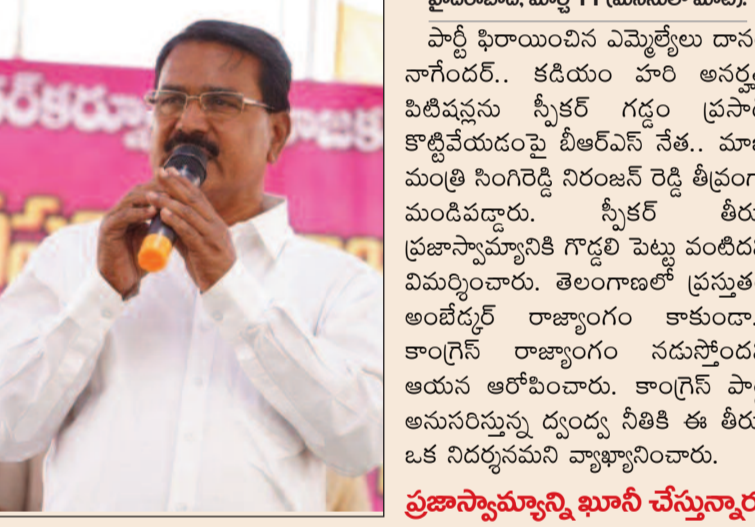 పార్టీ ఫిరాయించిన ఎమ్మెల్యేలు దాన
నాగేందర్.. కడియం హరి అనర్హ
పిటిషన్లను స్పీకర్ గడ్డం ప్రసా
కొట్టివేయడంపై బీఆర్ఎస్ నేత.. మా
మంత్రి సింగిరెడ్డి నిరంజన్ రెడ్డి తీవ్రంగ
మండిపడ్డారు. స్పీకర్ తీరు
ప్రజాస్వామ్యానికి గొడ్డలి పెట్టు వంటిద
విమర్శించారు. తెలంగాణలో ప్రస్తుత
అంబేడ్కర్ రాజ్యాంగం కాకుండా.
కాంగ్రెస్ రాజ్యాంగం నడుస్తోంద
ఆయన ఆరోపించారు. కాంగ్రెస్ పా
అనుసరిస్తున్న ద్వంద్వ నీతికి ఈ తీరు
ఒక నిదర్శనమని వ్యాఖ్యానించారు.
ప్రజాస్వామ్యాన్ని ఖూనీ చేస్తున్నార